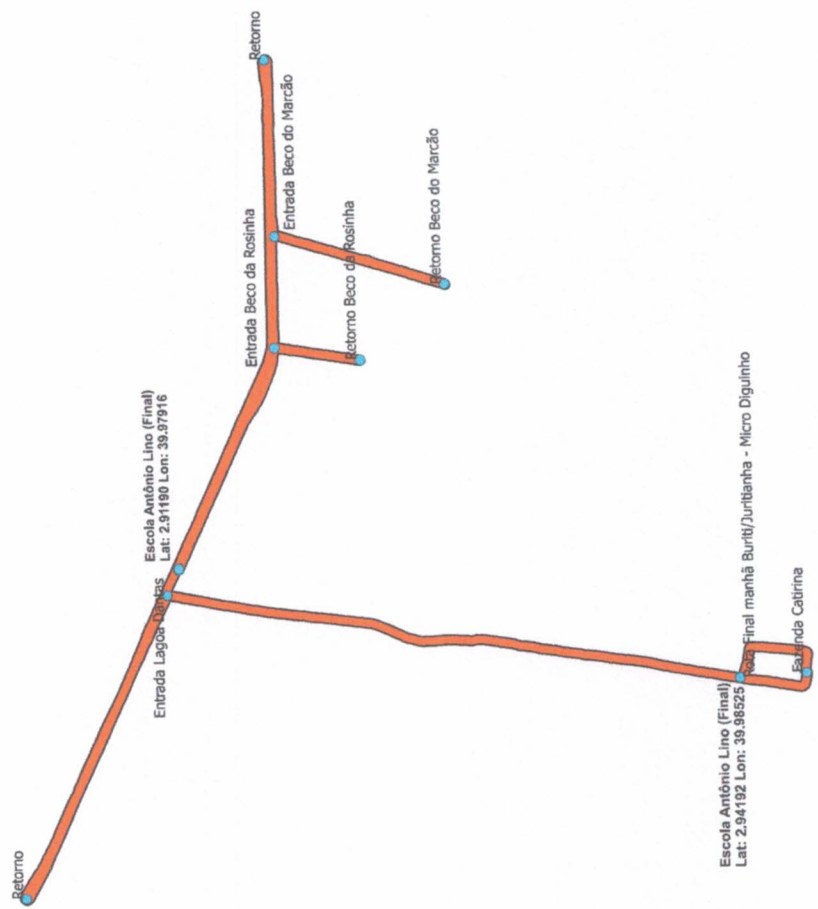 Retorno
Entrada Lagoa Dantas
Escola Antônio Lino (Final)
Lat: 2.91190 Lon: 39.97916
Entrada Beco da Rosinha
Retorno
Entrada Beco do Marcão
Retorno Beco da Rosinha
Retorno Beco do Marcão
Escola Antônio Lino (Final)
Lat: 2.94192 Lon: 39.98525
Rota Final manhã Buriti/Juritianha - Micro Diguinho
Fazenda Catirina